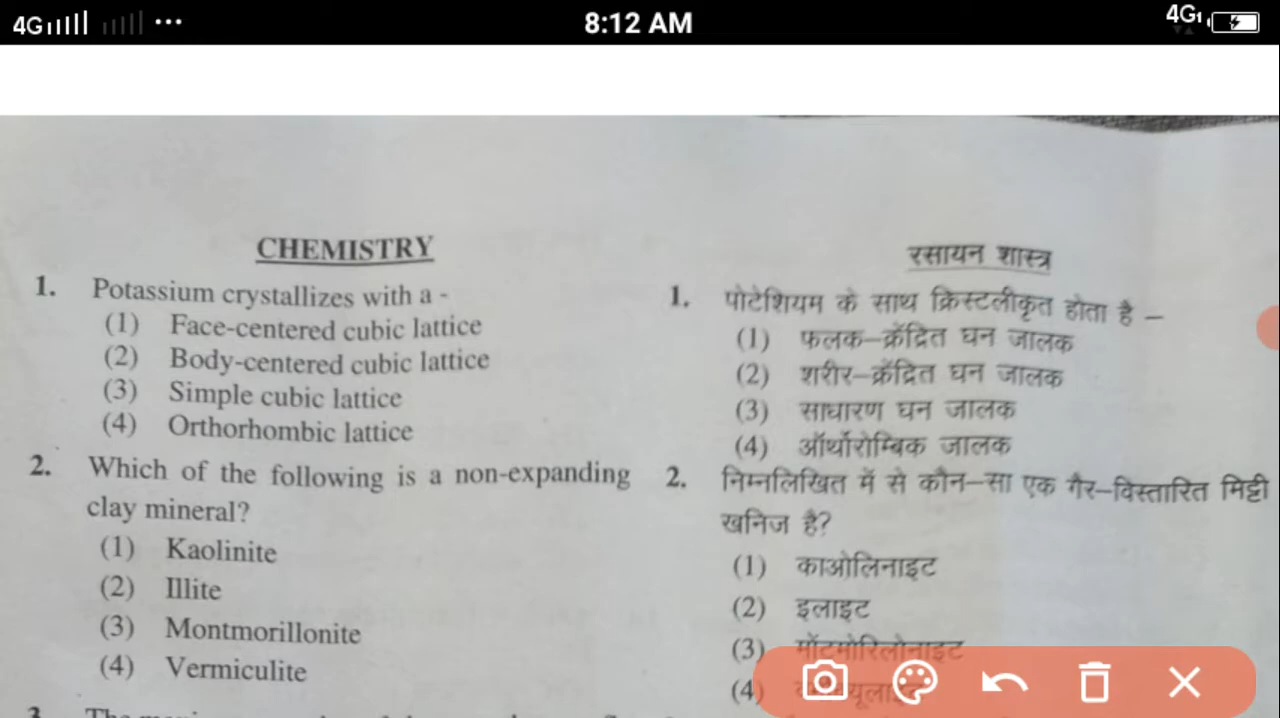 4G
8:12 AM
4G
CHEMISTRY
1. Potassium crystallizes with a -
(1) Face-centered cubic lattice
(2) Body-centered cubic lattice
(3) Simple cubic lattice
(4) Orthorhombic lattice
2. Which of the following is a non-expanding
clay mineral?
(1) Kaolinite
(2) Illite
(3) Montmorillonite
(4) Vermiculite
3
रसायन शास्त्र
1. पोटेशियम के साथ क्रिस्टलीकृत होता है –
(1) फलक–क्रेंद्रित घन जालक
(2) शरीर–क्रेंद्रित घन जालक
(3) साधारण घन जालक
(4) ऑर्थोरोम्बिक जालक
2. निम्नलिखित में से कौन–सा एक गैर–विस्तारित मिट्टी
खनिज है?
(1) काओलिनाइट
(2) इलाइट
(3) मोंटमोरिलोनाइट
(4)